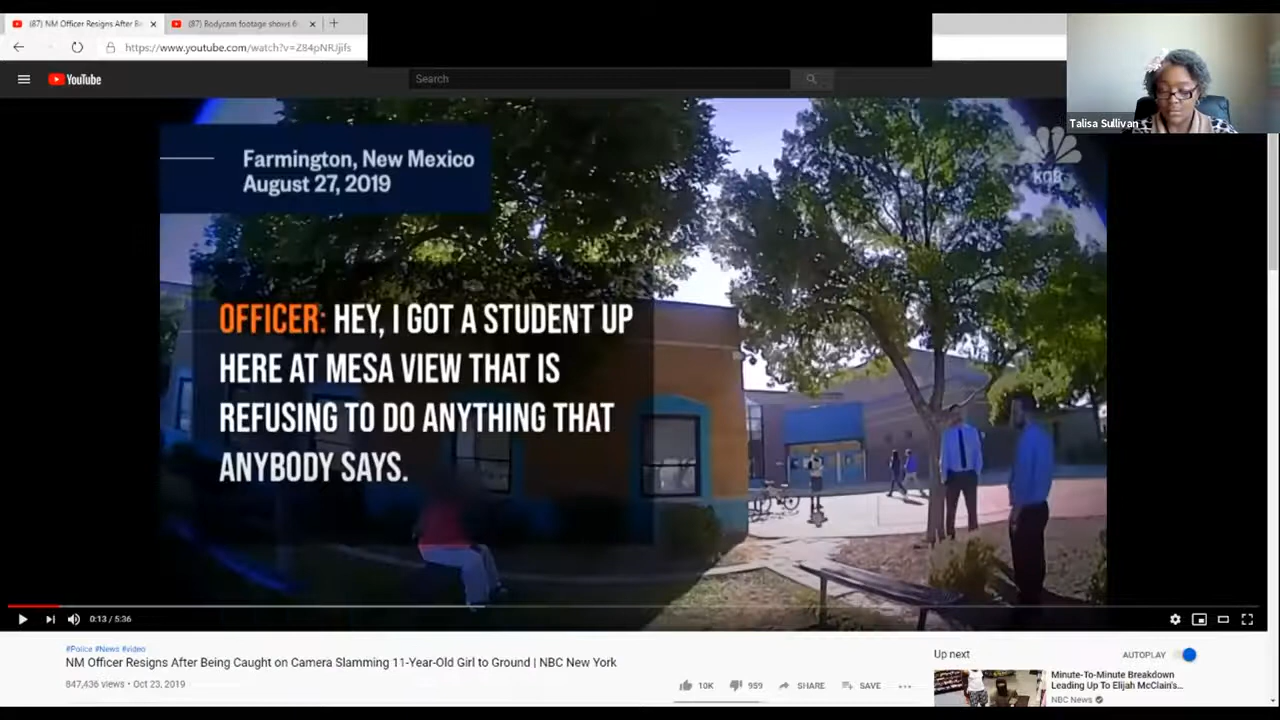 (87) NM Officer Resigns After Be
(87) Bodycam footage shows 6
https://www.youtube.com/watch?v=Z84pNRJjifs
YouTube
Search
Talisa Sullivan
Farmington, New Mexico
August 27, 2019
KOB
OFFICER: HEY, I GOT A STUDENT UP
HERE AT MESA VIEW THAT IS
REFUSING TO DO ANYTHING THAT
ANYBODY SAYS.
0:13 / 5:36
#Police #News #video
NM Officer Resigns After Being Caught on Camera Slamming 11-Year-Old Girl to Ground | NBC New York
847,436 views • Oct 23, 2019
10K
959
SHARE
SAVE
Up next
AUTOPLAY
Minute-To-Minute Breakdown
Leading Up To Elijah McClain's...
NBC News